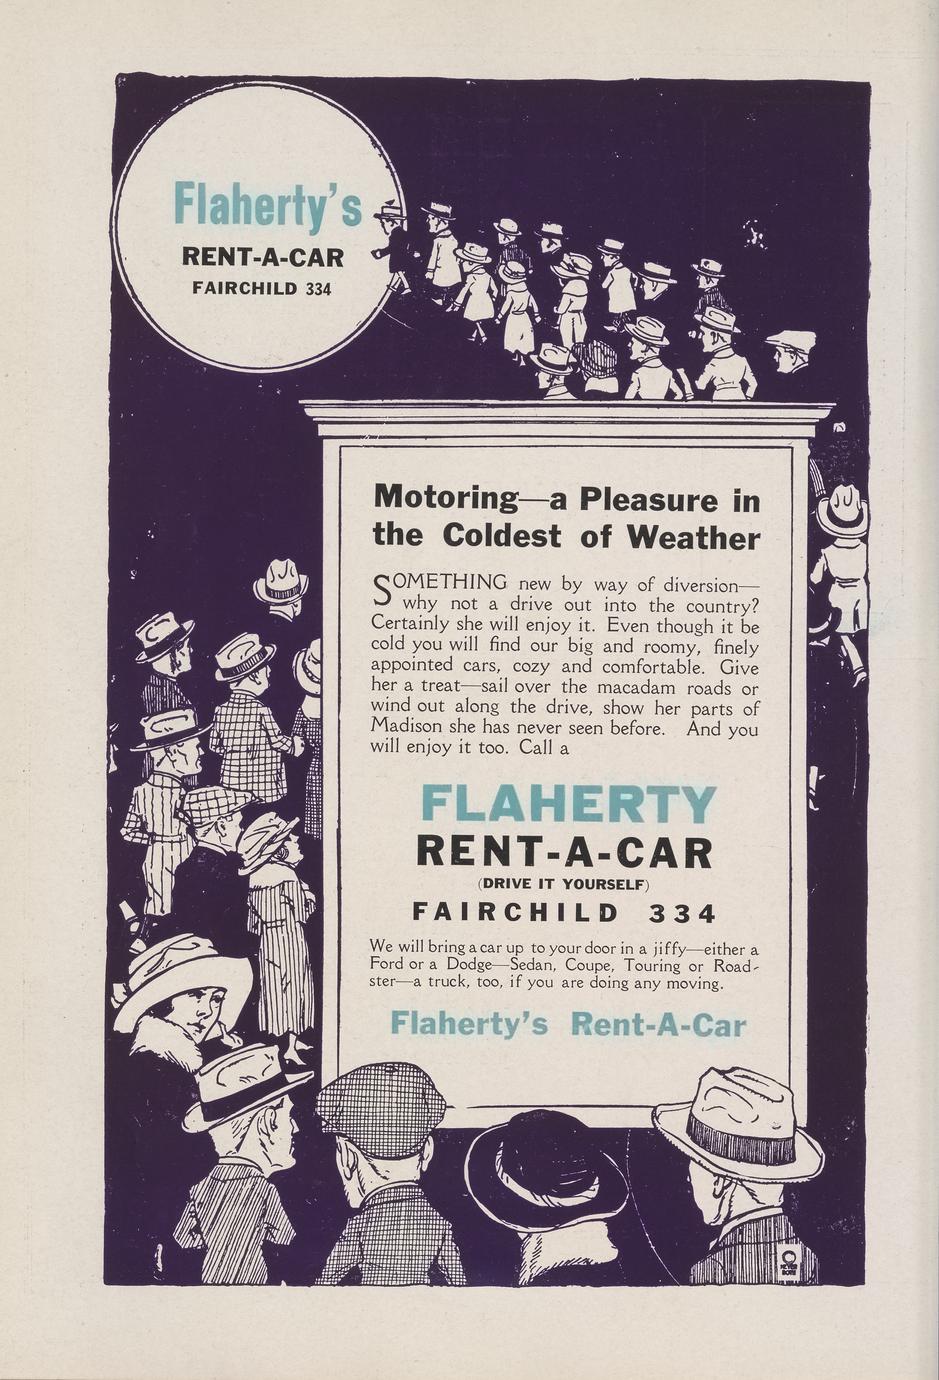 Flaherty's
RENT-A-CAR
FAIRCHILD 334
Motoring—a Pleasure in
the Coldest of Weather
SOMETHING new by way of diversion—
why not a drive out into the country?
Certainly she will enjoy it. Even though it be
cold you will find our big and roomy, finely
appointed cars, cozy and comfortable. Give
her a treat—sail over the macadam roads or
wind out along the drive, show her parts of
Madison she has never seen before. And you
will enjoy it too. Call a
FLAHERTY
RENT-A-CAR
(DRIVE IT YOURSELF)
FAIRCHILD 334
We will bring a car up to your door in a jiffy—either a
Ford or a Dodge—Sedan, Coupe, Touring or Road-
ster—a truck, too, if you are doing any moving.
Flaherty's Rent-A-Car